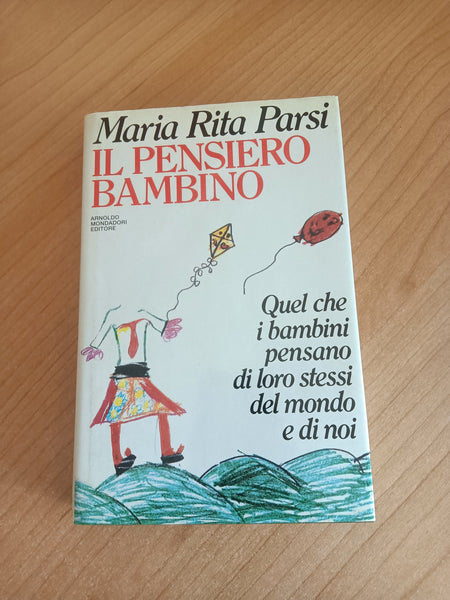 Maria Rita Parsi
IL PENSIERO
BAMBINO
ARNOLDO
MONDADORI
EDITORE
Quel che
i bambini
pensano
di loro stessi
del mondo
e di noi